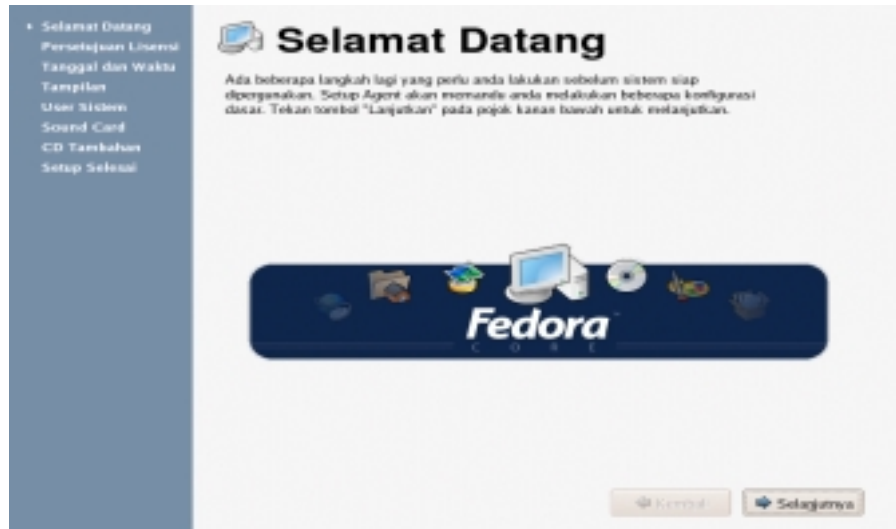 Selamat Datang
Persetujuan Lisensi
Tanggal dan Waktu
Tampilan
User Sistem
Sound Card
CD Tambahan
Setup Selesai
Selamat Datang
Ada beberapa langkah lagi yang perlu anda lakukan sebelum sistem siap
dipergunakan. Setup Agent akan memandu anda melakukan beberapa konfigurasi
dasar. Tekan tombol "Lanjutkan" pada pojok kanan bawah untuk melanjutkan.
Fedora
CORE
Kembali
Selanjutnya